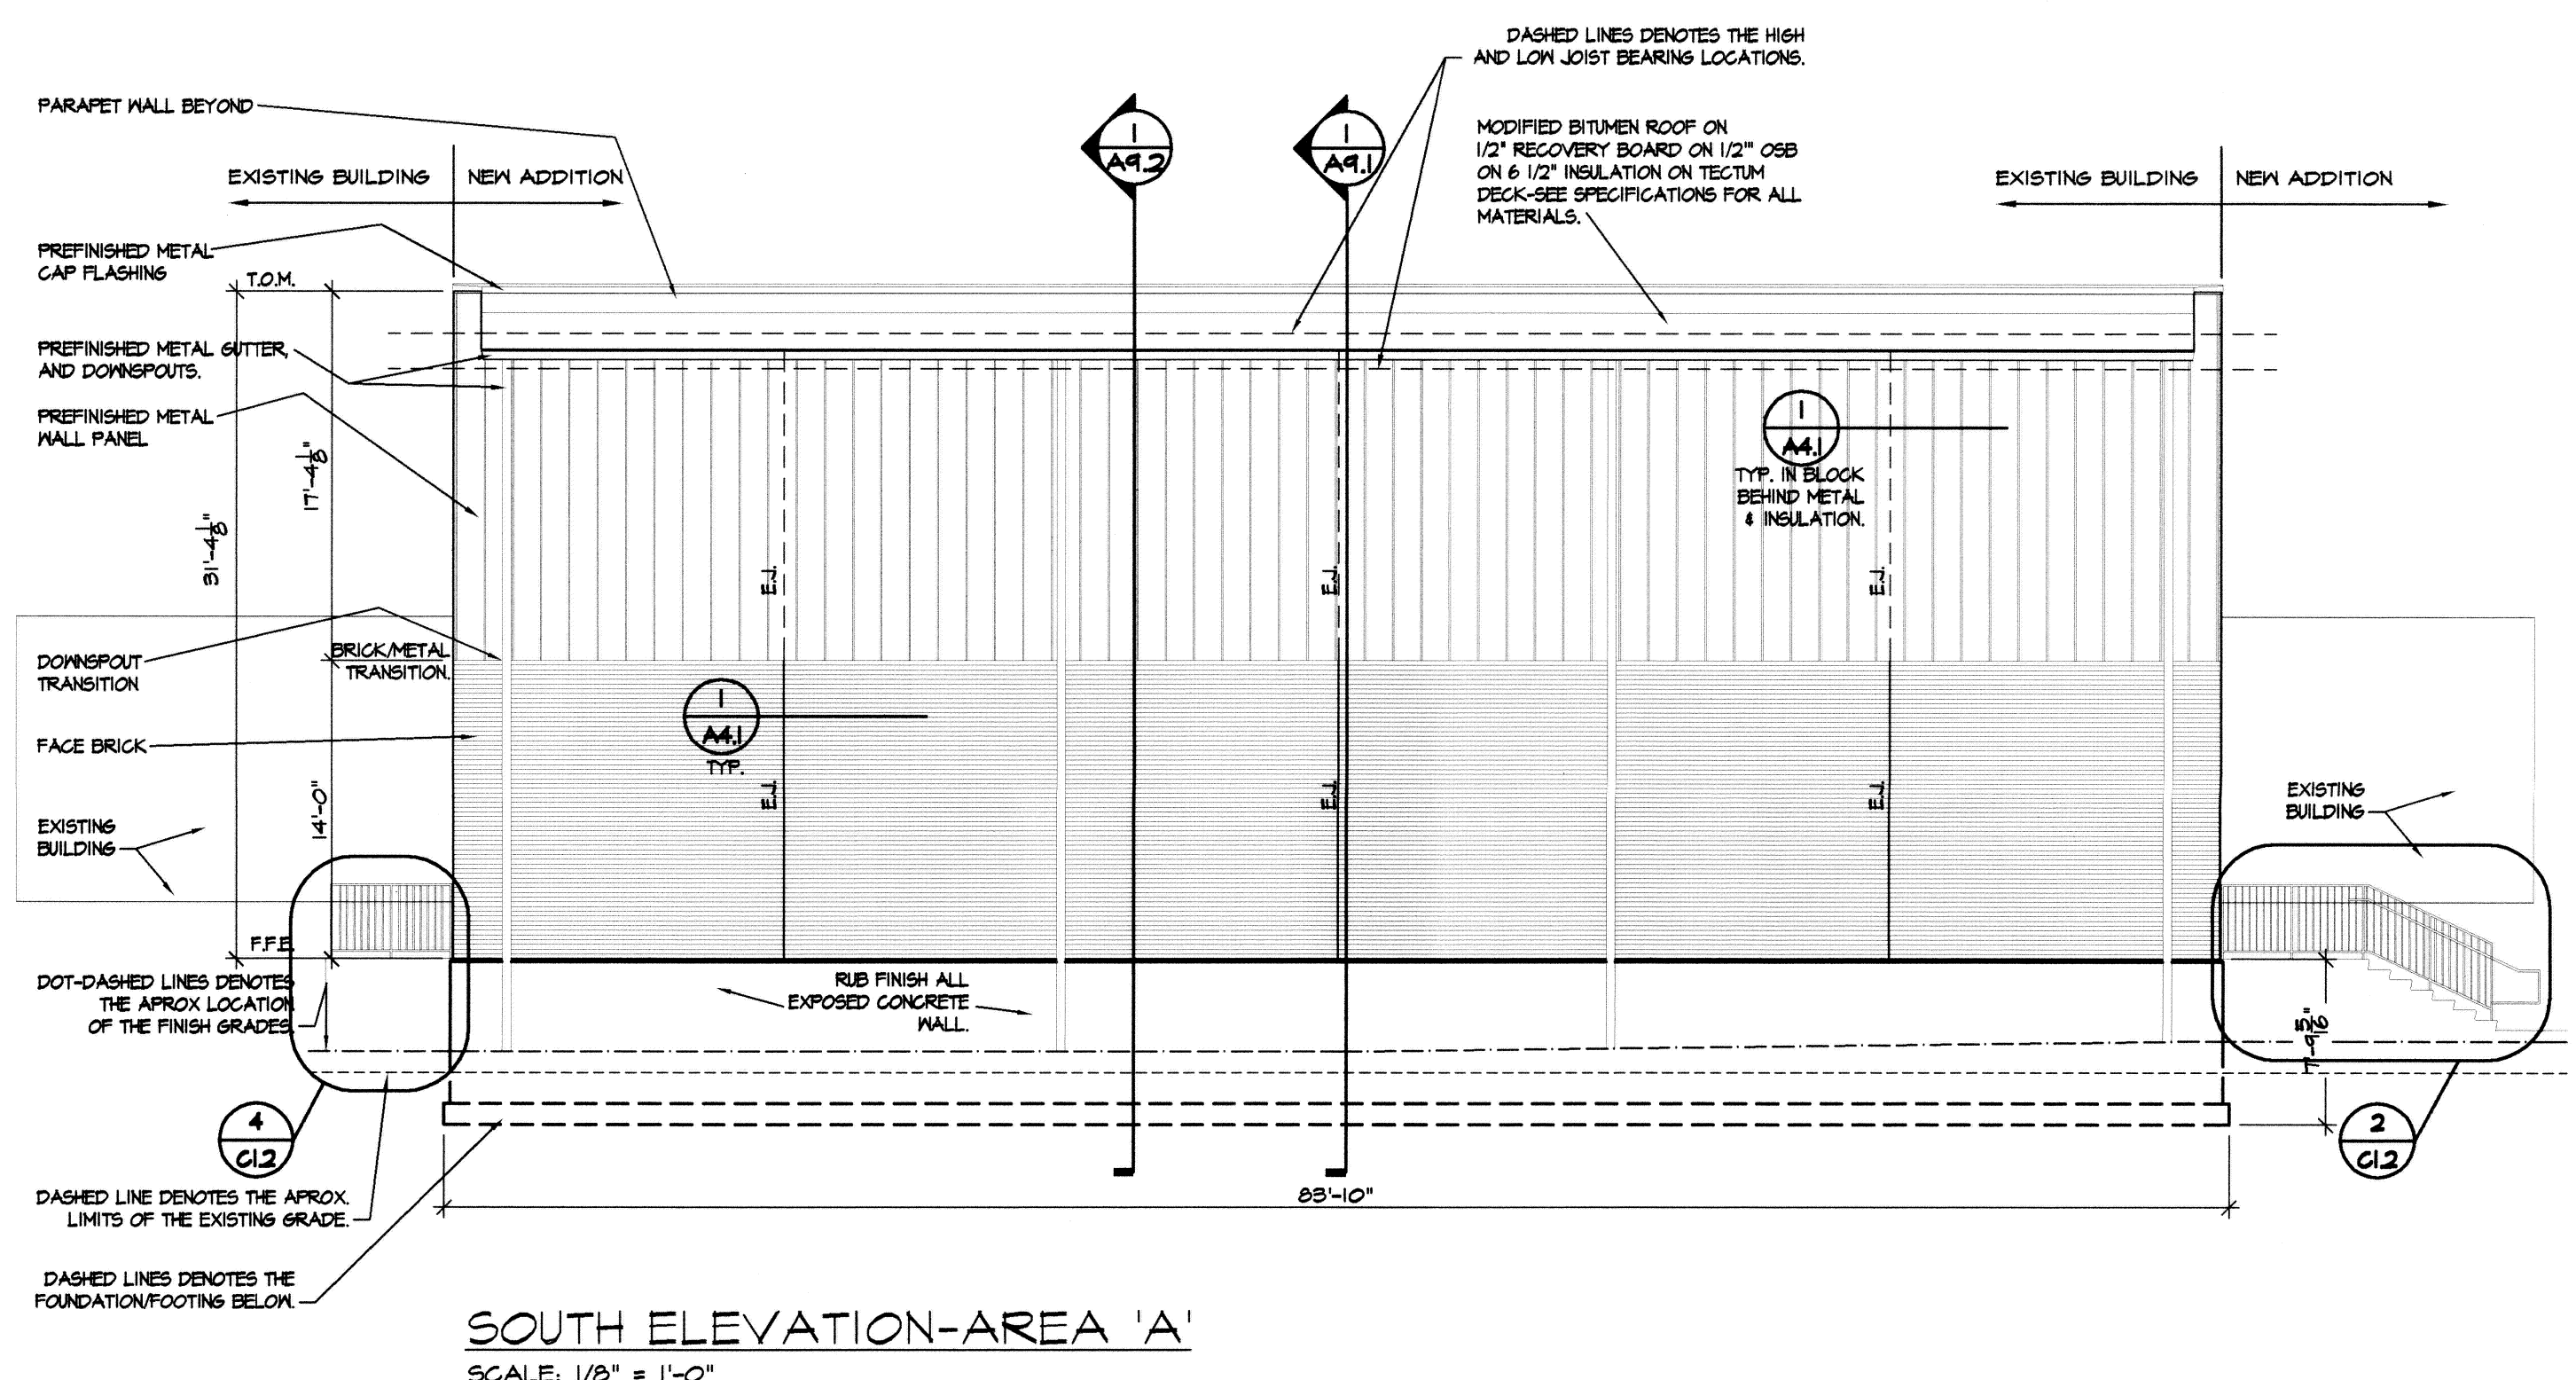 DASHED LINES DENOTES THE HIGH
AND LOW JOIST BEARING LOCATIONS.
PARAPET WALL BEYOND
1
A9.2
1
A9.1
MODIFIED BITUMEN ROOF ON
1/2" RECOVERY BOARD ON 1/2"' OSB
ON 6 1/2" INSULATION ON TECTUM
DECK-SEE SPECIFICATIONS FOR ALL
MATERIALS.
EXISTING BUILDING
NEW ADDITION
EXISTING BUILDING
NEW ADDITION
PREFINISHED METAL
CAP FLASHING
T.O.M.
PREFINISHED METAL GUTTER,
AND DOWNSPOUTS.
PREFINISHED METAL
WALL PANEL
17'-4 1/8"
31'-4 1/8"
1
A4.1
TYP. IN BLOCK
BEHIND METAL
& INSULATION.
E.J.
E.J.
E.J.
DOWNSPOUT
TRANSITION
BRICK/METAL
TRANSITION.
1
A4.1
TYP.
FACE BRICK
14'-0"
E.J.
E.J.
E.J.
EXISTING
BUILDING
EXISTING
BUILDING
F.F.E.
DOT-DASHED LINES DENOTES
THE APROX LOCATION
OF THE FINISH GRADES.
RUB FINISH ALL
EXPOSED CONCRETE
WALL.
7'-9 5/16"
4
C1.2
2
C1.2
DASHED LINE DENOTES THE APROX.
LIMITS OF THE EXISTING GRADE.
83'-10"
DASHED LINES DENOTES THE
FOUNDATION/FOOTING BELOW.
SOUTH ELEVATION-AREA 'A'
SCALE: 1/8" = 1'-0"